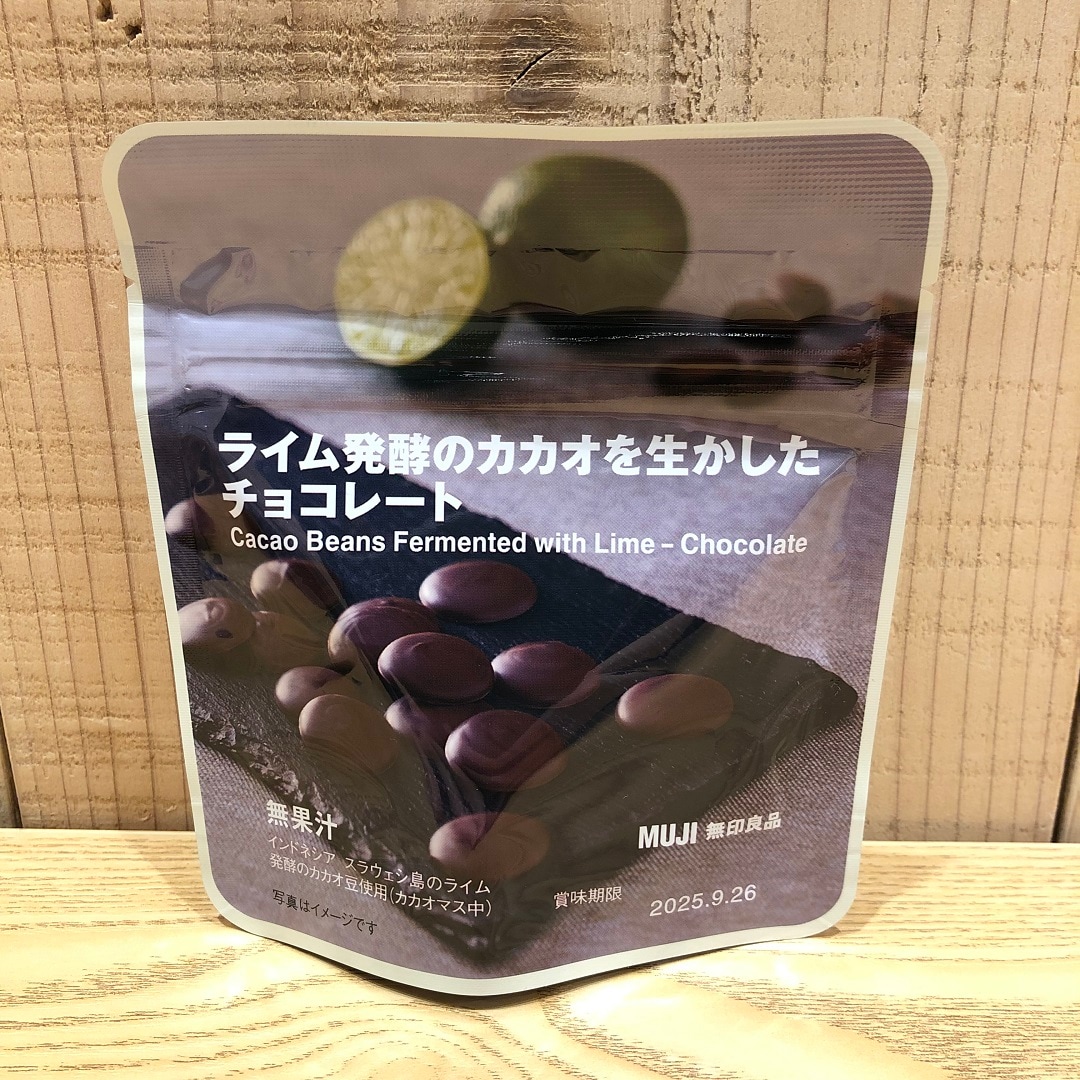 ライム発酵のカカオを生かした
チョコレート
Cacao Beans Fermented with Lime – Chocolate
無果汁
インドネシア スラウェシ島のライム
発酵のカカオ豆使用(カカオマス中)
写真はイメージです
MUJI 無印良品
賞味期限 2025.9.26